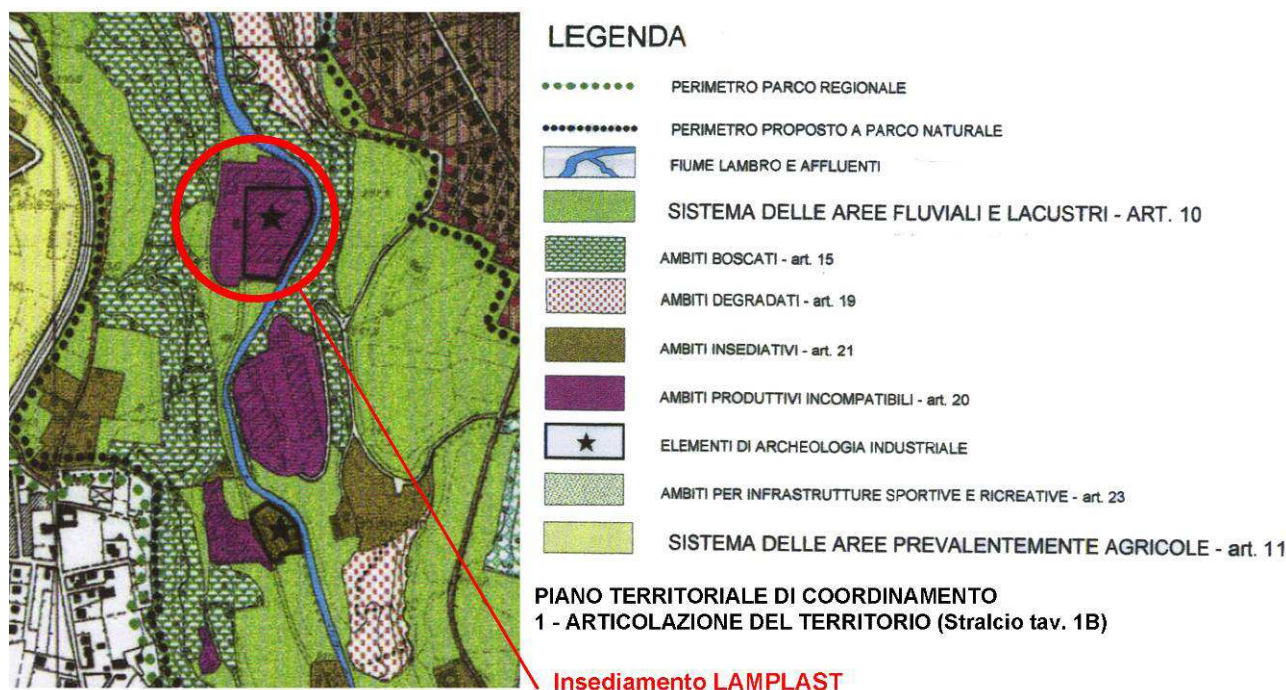 LEGENDA
PERIMETRO PARCO REGIONALE
PERIMETRO PROPOSTO A PARCO NATURALE
FIUME LAMBRO E AFFLUENTI
SISTEMA DELLE AREE FLUVIALI E LACUSTRI - ART. 10
AMBITI BOSCATI - art. 15
AMBITI DEGRADATI - art. 19
AMBITI INSEDIATIVI - art. 21
AMBITI PRODUTTIVI INCOMPATIBILI - art. 20
ELEMENTI DI ARCHEOLOGIA INDUSTRIALE
AMBITI PER INFRASTRUTTURE SPORTIVE E RICREATIVE - art. 23
SISTEMA DELLE AREE PREVALENTEMENTE AGRICOLE - art. 11
PIANO TERRITORIALE DI COORDINAMENTO
1 - ARTICOLAZIONE DEL TERRITORIO (Stralcio tav. 1B)
Insediamento LAMPLAST